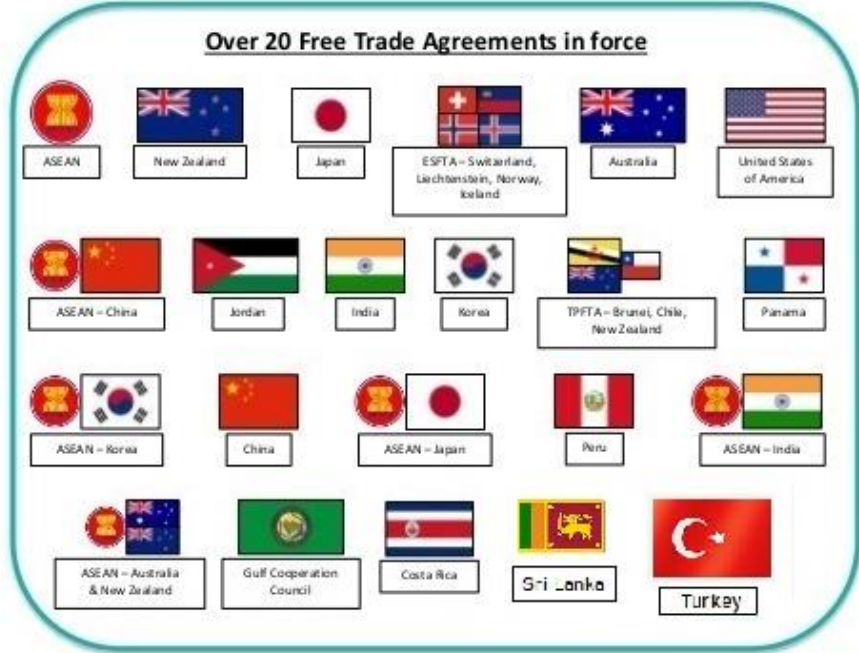 Over 20 Free Trade Agreements in force
ASEAN
New Zealand
Japan
ESFTA – Switzerland,
Liechtenstein, Norway,
Iceland
Australia
United States
of America
ASEAN – China
Jordan
India
Korea
TPFTA – Brunei, Chile,
New Zealand
Panama
ASEAN – Korea
China
ASEAN – Japan
Peru
ASEAN – India
ASEAN – Australia
& New Zealand
Gulf Cooperation
Council
Costa Rica
Sri Lanka
Turkey